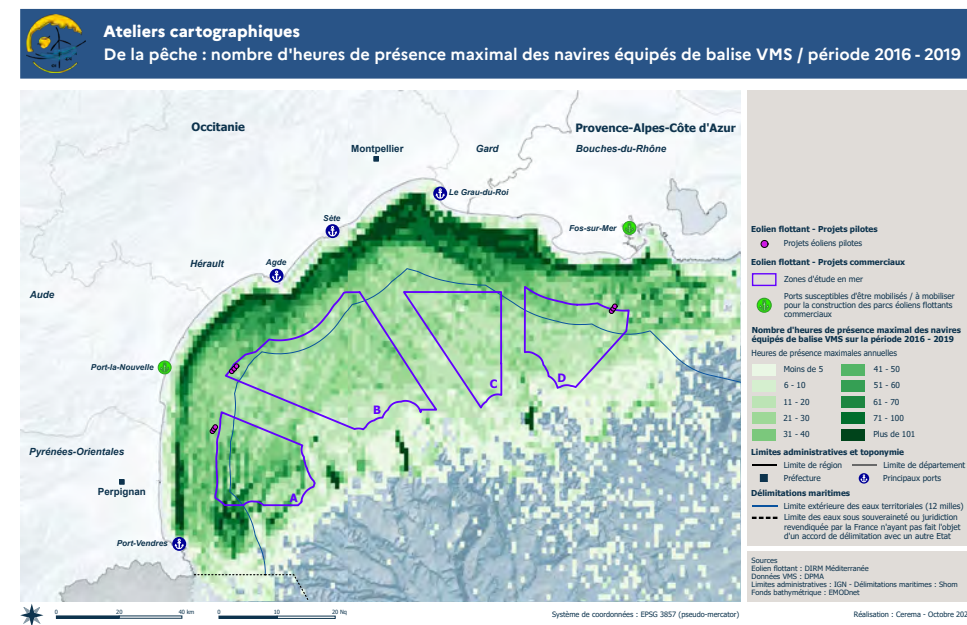 Ateliers cartographiques
De la pêche : nombre d'heures de présence maximal des navires équipés de balise VMS / période 2016 - 2019
Occitanie
Provence-Alpes-Côte d'Azur
Montpellier
Gard
Bouches-du-Rhône
Le Grau-du-Roi
Sète
Fos-sur-Mer
Agde
Hérault
Aude
Port-la-Nouvelle
D
C
B
Pyrénées-Orientales
Perpignan
A
Port-Vendres
Eolien flottant - Projets pilotes
Projets éoliens pilotes
Eolien flottant - Projets commerciaux
Zones d'étude en mer
Ports susceptibles d'être mobilisés / à mobiliser
pour la construction des parcs éoliens flottants
commerciaux
Nombre d'heures de présence maximal des navires
équipés de balise VMS sur la période 2016 - 2019
Heures de présence maximales annuelles
Moins de 5 41 - 50
6 - 10 51 - 60
11 - 20 61 - 70
21 - 30 71 - 100
31 - 40 Plus de 101
Limites administratives et toponymie
Limite de région Limite de département
Préfecture Principaux ports
Délimitations maritimes
Limite extérieure des eaux territoriales (12 milles)
Limite des eaux sous souveraineté ou juridiction
revendiquée par la France n'ayant pas fait l'objet
d'un accord de délimitation avec un autre Etat
Sources
Eolien flottant : DIRM Méditerranée
Données VMS : DPMA
Limites administratives : IGN - Délimitations maritimes : Shom
Fonds bathymétrique : EMODnet
0 20 40 km
0 10 20 Nq
Système de coordonnées : EPSG 3857 (pseudo-mercator)
Réalisation : Cerema - Octobre 202